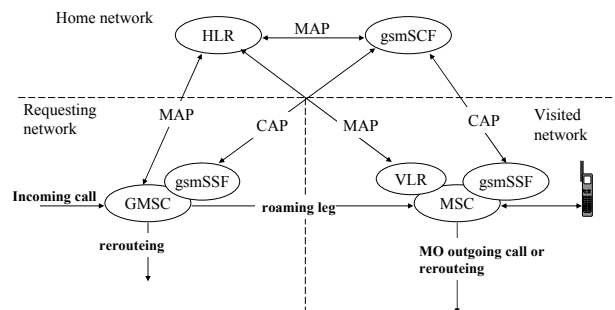 Home network
HLR
MAP
gsmSCF
Requesting
network
Visited
network
MAP
CAP
MAP
CAP
gsmSSF
VLR
gsmSSF
Incoming call
GMSC
roaming leg
MSC
rerouteing
MO outgoing call or
rerouteing